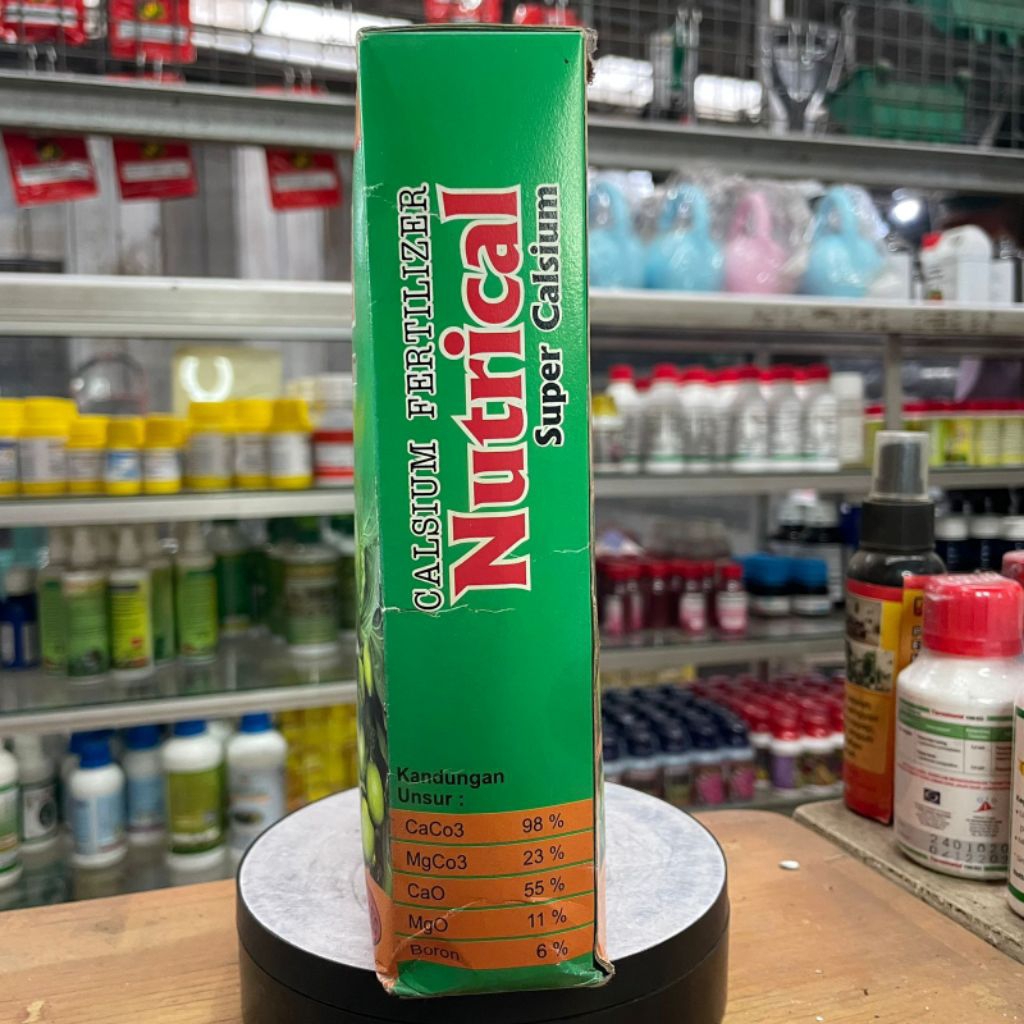 CALSIUM FERTILIZER
Nutrical
Super Calsium
Kandungan
Unsur :
CaCo3 98 %
MgCo3 23 %
CaO 55 %
MgO 11 %
Boron 6 %